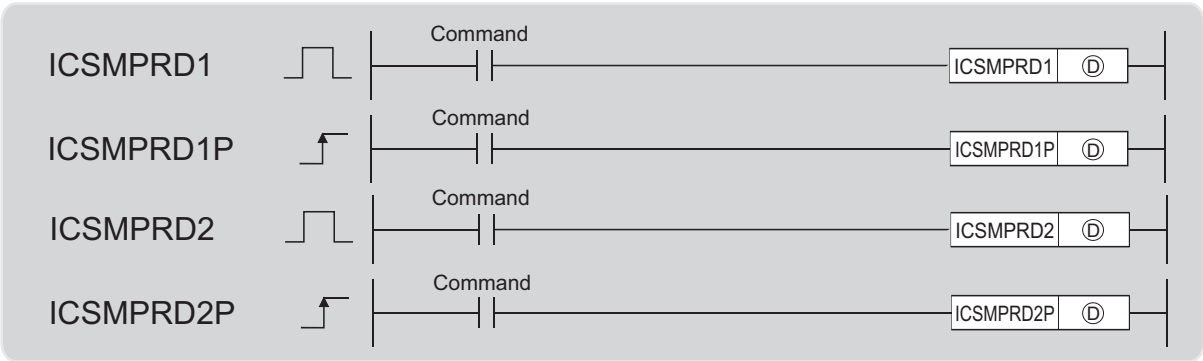 Command
ICSMPRD1 ICSMPRD1 Ⓓ
Command
ICSMPRD1P ICSMPRD1P Ⓓ
Command
ICSMPRD2 ICSMPRD2 Ⓓ
Command
ICSMPRD2P ICSMPRD2P Ⓓ